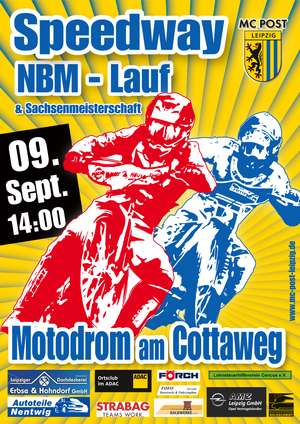 Speedway
NBM - Lauf
& Sachsenmeisterschaft
MC POST
LEIPZIG
09.
Sept.
14:00
www.mc-post-leipzig.de
Motodrom am Cottaweg
Leipziger Dachdeckerei
Erbse & Hohndorf GmbH
Autoteile
Nentwig
Ortsclub
im ADAC
ADAC
STRABAG
TEAMS WORK.
FÖRCH
AMZ
Leipzig GmbH